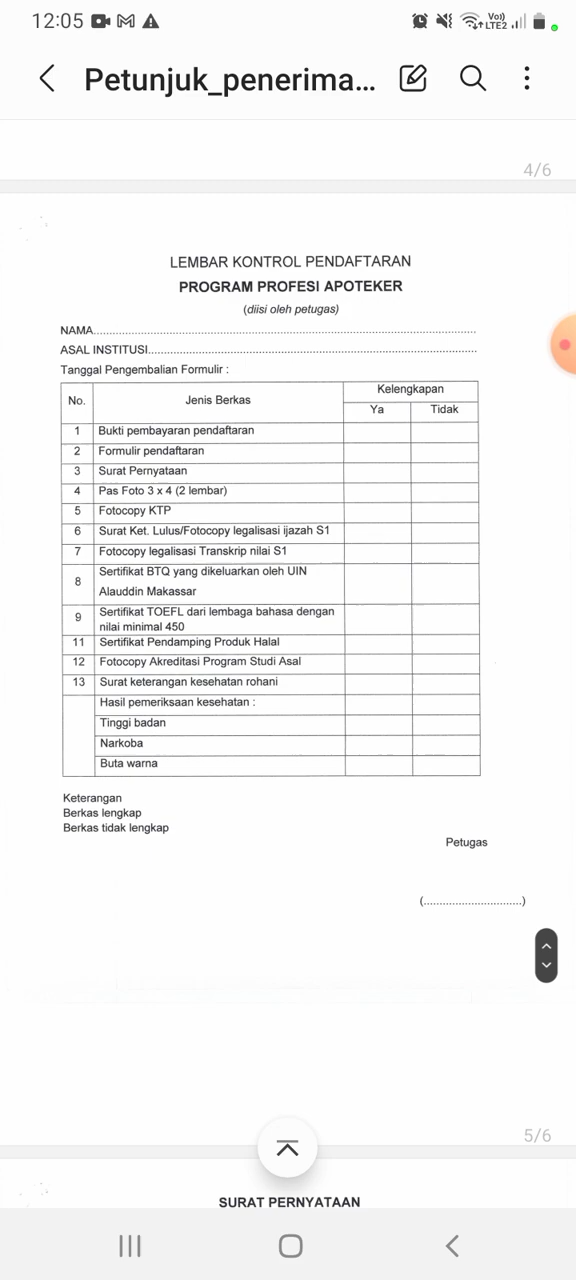 12:05
Vo))
LTE2
Petunjuk_penerima...
4/6
LEMBAR KONTROL PENDAFTARAN
PROGRAM PROFESI APOTEKER
(diisi oleh petugas)
NAMA........................................................................................................
ASAL INSTITUSI.........................................................................................
Tanggal Pengembalian Formulir :
No. Jenis Berkas Kelengkapan
Ya Tidak
1 Bukti pembayaran pendaftaran
2 Formulir pendaftaran
3 Surat Pernyataan
4 Pas Foto 3 x 4 (2 lembar)
5 Fotocopy KTP
6 Surat Ket. Lulus/Fotocopy legalisasi ijazah S1
7 Fotocopy legalisasi Transkrip nilai S1
8 Sertifikat BTQ yang dikeluarkan oleh UIN
Alauddin Makassar
9 Sertifikat TOEFL dari lembaga bahasa dengan
nilai minimal 450
11 Sertifikat Pendamping Produk Halal
12 Fotocopy Akreditasi Program Studi Asal
13 Surat keterangan kesehatan rohani
Hasil pemeriksaan kesehatan :
Tinggi badan
Narkoba
Buta warna
Keterangan
Berkas lengkap
Berkas tidak lengkap
Petugas
(..............................)
5/6
SURAT PERNYATAAN